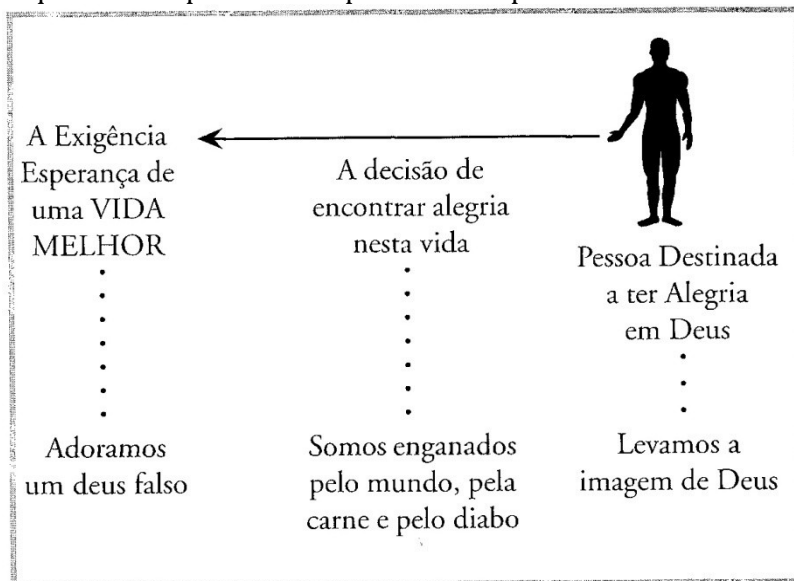 A Exigência
Esperança de
uma VIDA
MELHOR
A decisão de
encontrar alegria
nesta vida
Pessoa Destinada
a ter Alegria
em Deus
Adoramos
um deus falso
Somos enganados
pelo mundo, pela
carne e pelo diabo
Levamos a
imagem de Deus